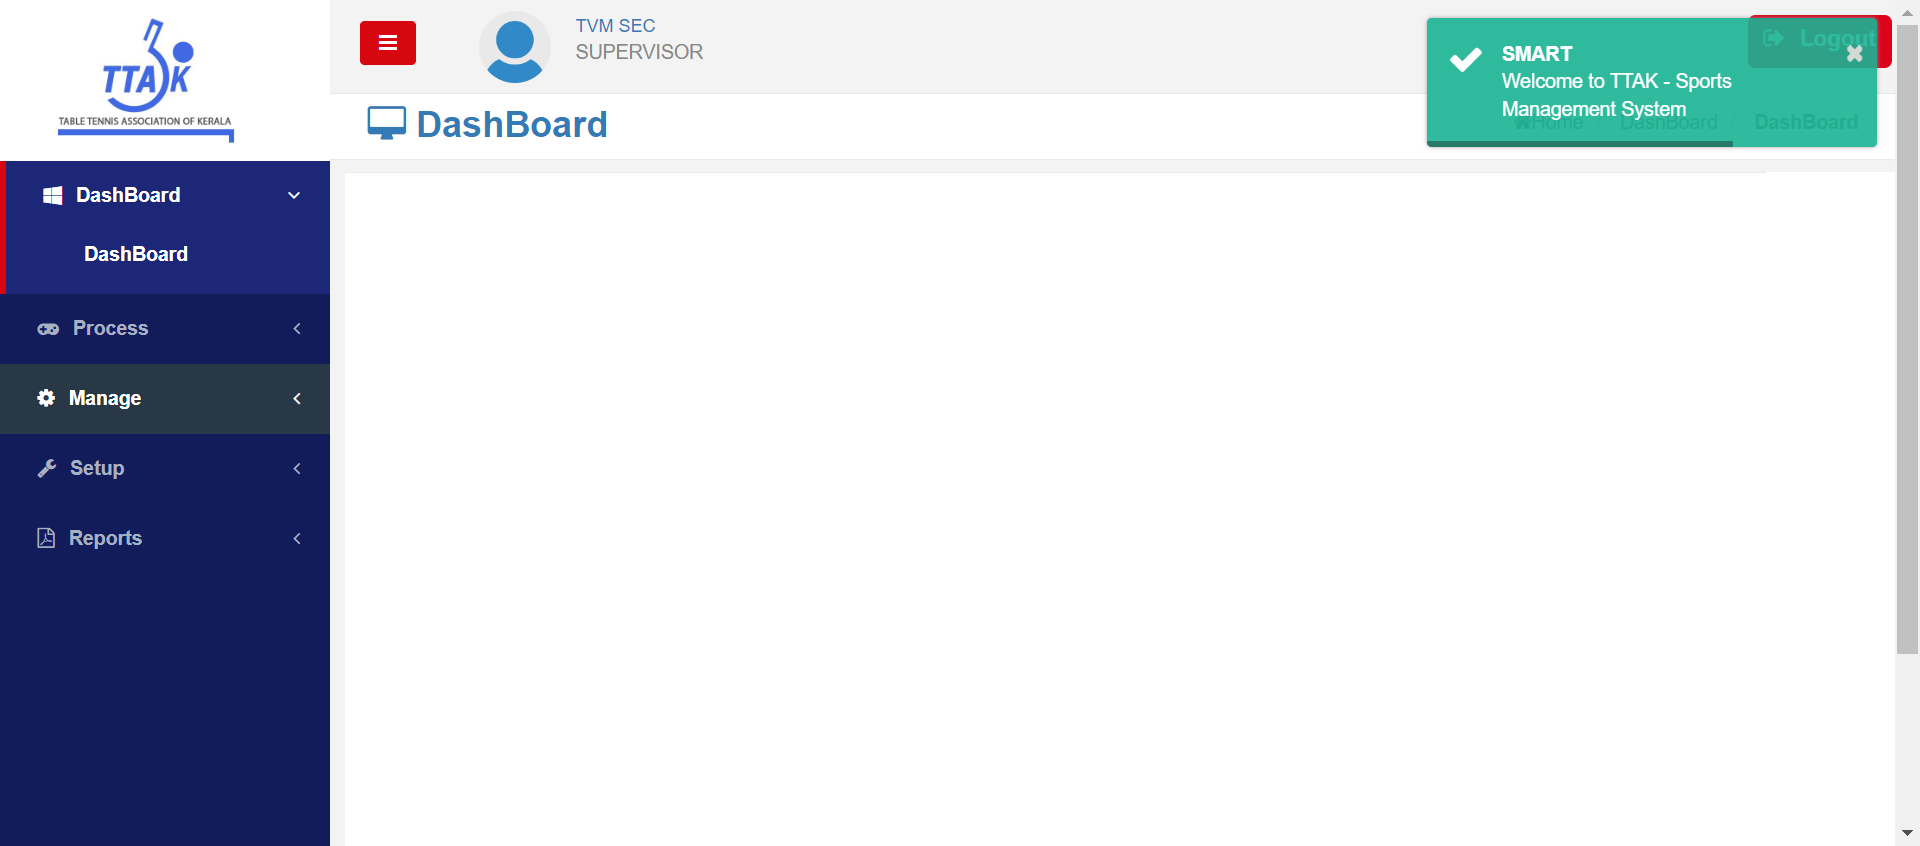 TTAK
TABLE TENNIS ASSOCIATION OF KERALA
TVM SEC
SUPERVISOR
Logout
SMART
Welcome to TTAK - Sports
Management System
DashBoard
Home / DashBoard / DashBoard
DashBoard
DashBoard
Process
Manage
Setup
Reports